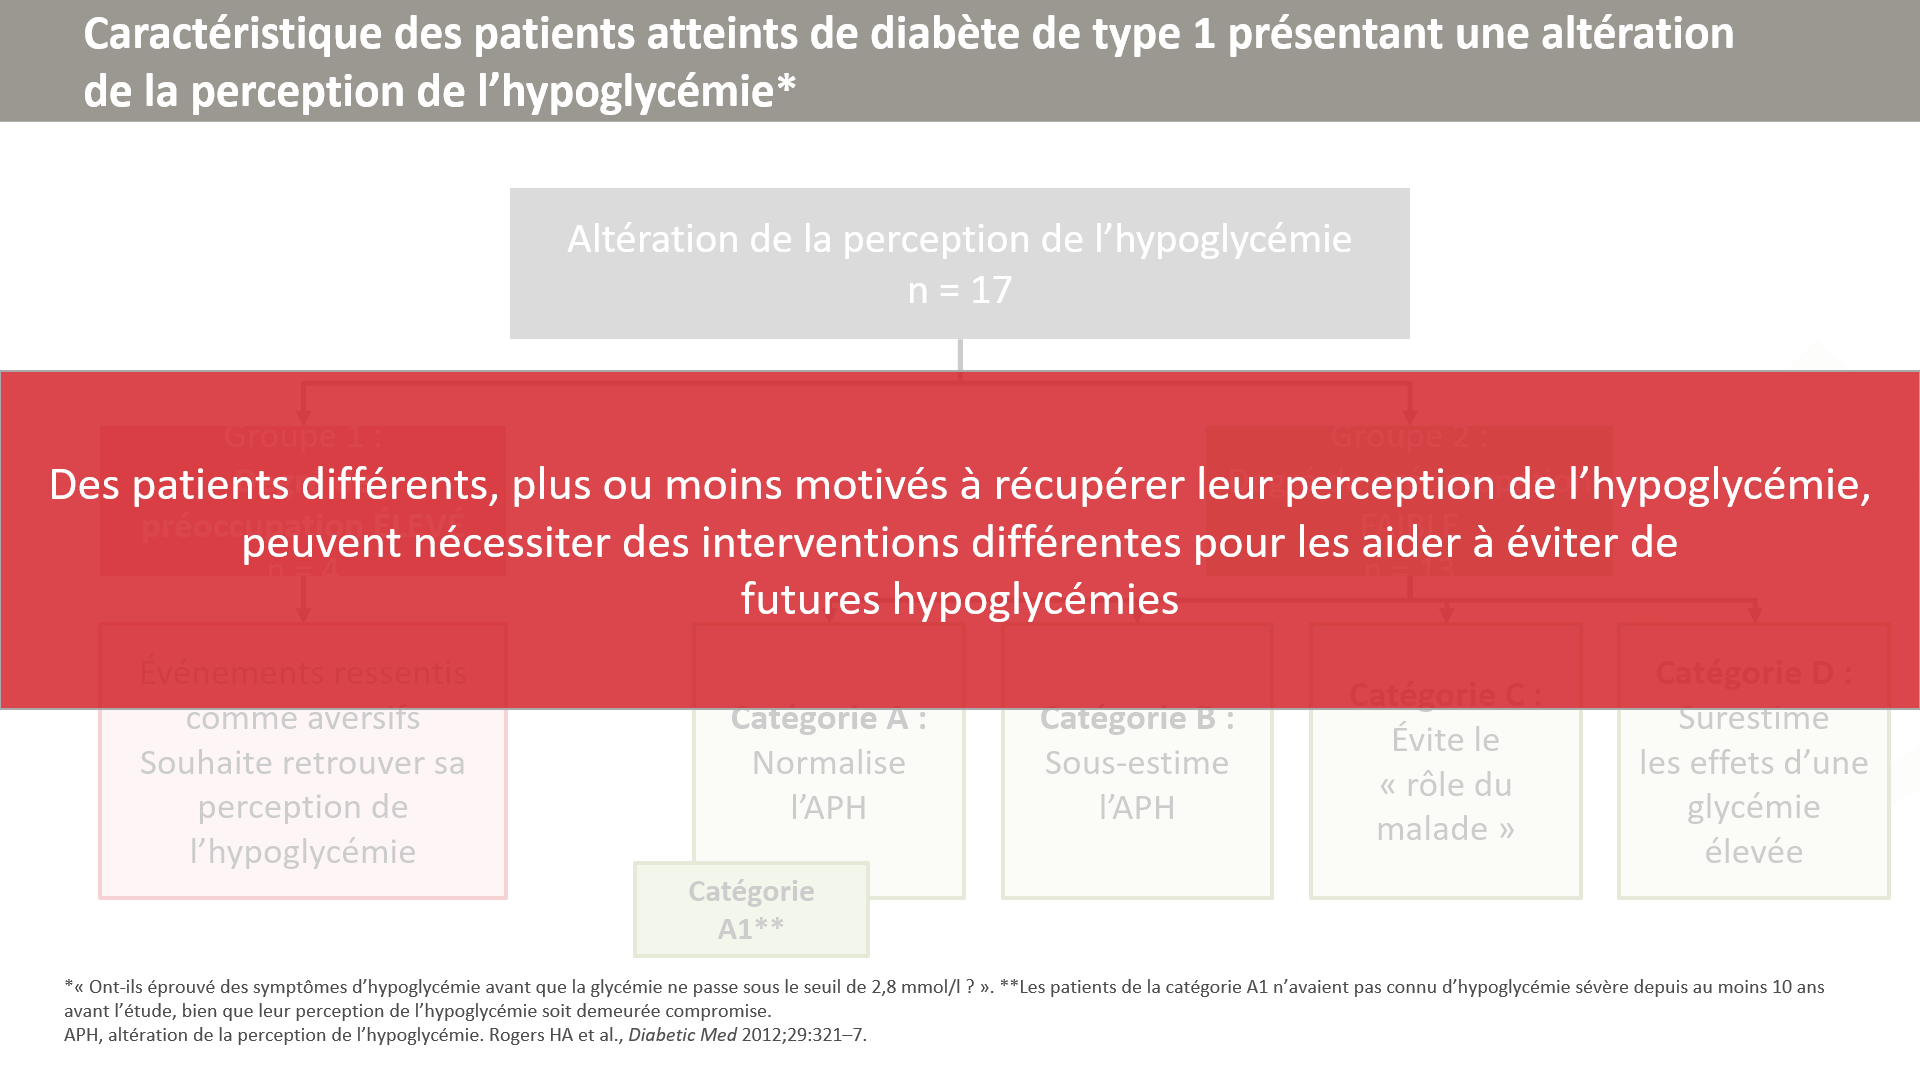 Caractéristique des patients atteints de diabète de type 1 présentant une altération
de la perception de l’hypoglycémie*
Altération de la perception de l’hypoglycémie
n = 17
Groupe 1 :
préoccupation ÉLEVÉ
n = 4
Groupe 2 :
FAIBLE
n = 13
Des patients différents, plus ou moins motivés à récupérer leur perception de l’hypoglycémie,
peuvent nécessiter des interventions différentes pour les aider à éviter de
futures hypoglycémies
Événements ressentis
comme aversifs
Souhaite retrouver sa
perception de
l’hypoglycémie
Catégorie A :
Normalise
l’APH
Catégorie
A1**
Catégorie B :
Sous-estime
l’APH
Catégorie C :
Évite le
« rôle du
malade »
Catégorie D :
Surestime
les effets d’une
glycémie
élevée
*« Ont-ils éprouvé des symptômes d’hypoglycémie avant que la glycémie ne passe sous le seuil de 2,8 mmol/l ? ». **Les patients de la catégorie A1 n’avaient pas connu d’hypoglycémie sévère depuis au moins 10 ans
avant l’étude, bien que leur perception de l’hypoglycémie soit demeurée compromise.
APH, altération de la perception de l’hypoglycémie. Rogers HA et al., Diabetic Med 2012;29:321–7.